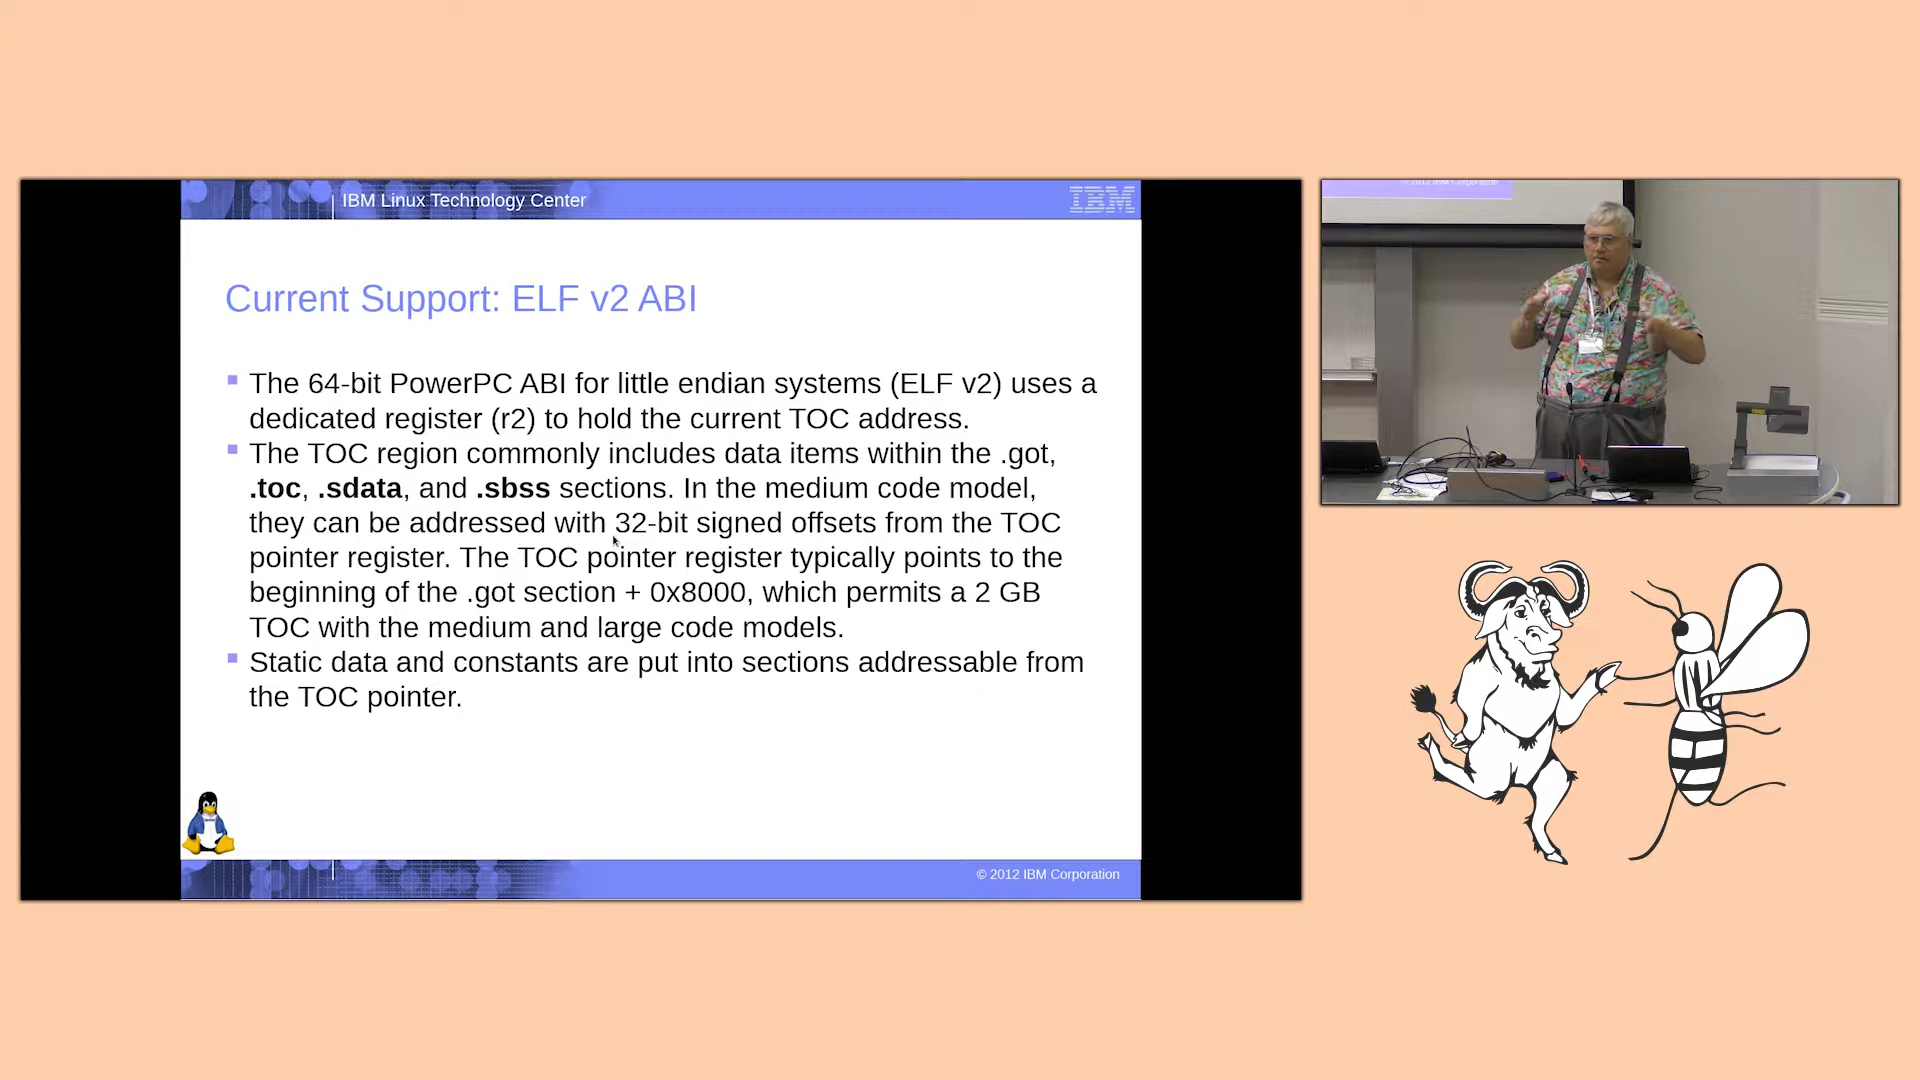 IBM Linux Technology Center
IBM
Current Support: ELF v2 ABI
The 64-bit PowerPC ABI for little endian systems (ELF v2) uses a
dedicated register (r2) to hold the current TOC address.
The TOC region commonly includes data items within the .got,
.toc, .sdata, and .sbss sections. In the medium code model,
they can be addressed with 32-bit signed offsets from the TOC
pointer register. The TOC pointer register typically points to the
beginning of the .got section + 0x8000, which permits a 2 GB
TOC with the medium and large code models.
Static data and constants are put into sections addressable from
the TOC pointer.
© 2012 IBM Corporation
© 2012 IBM Corporation